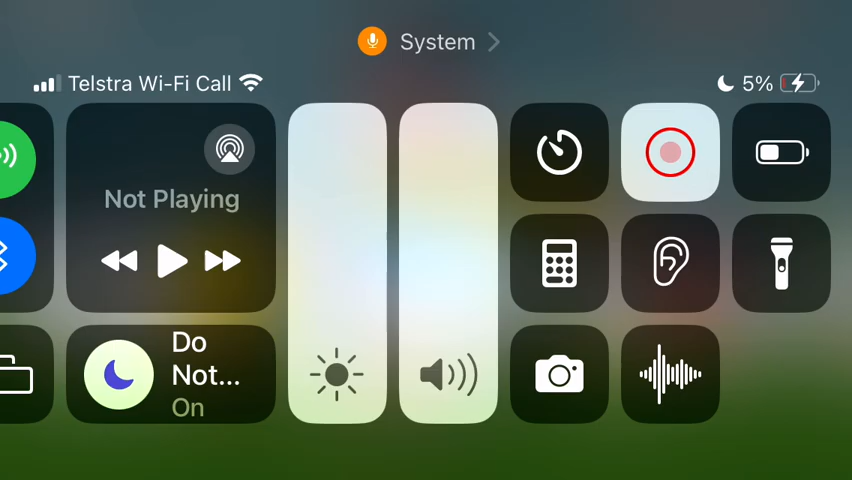 System
Telstra Wi-Fi Call
5%
Not Playing
Do
Not...
On